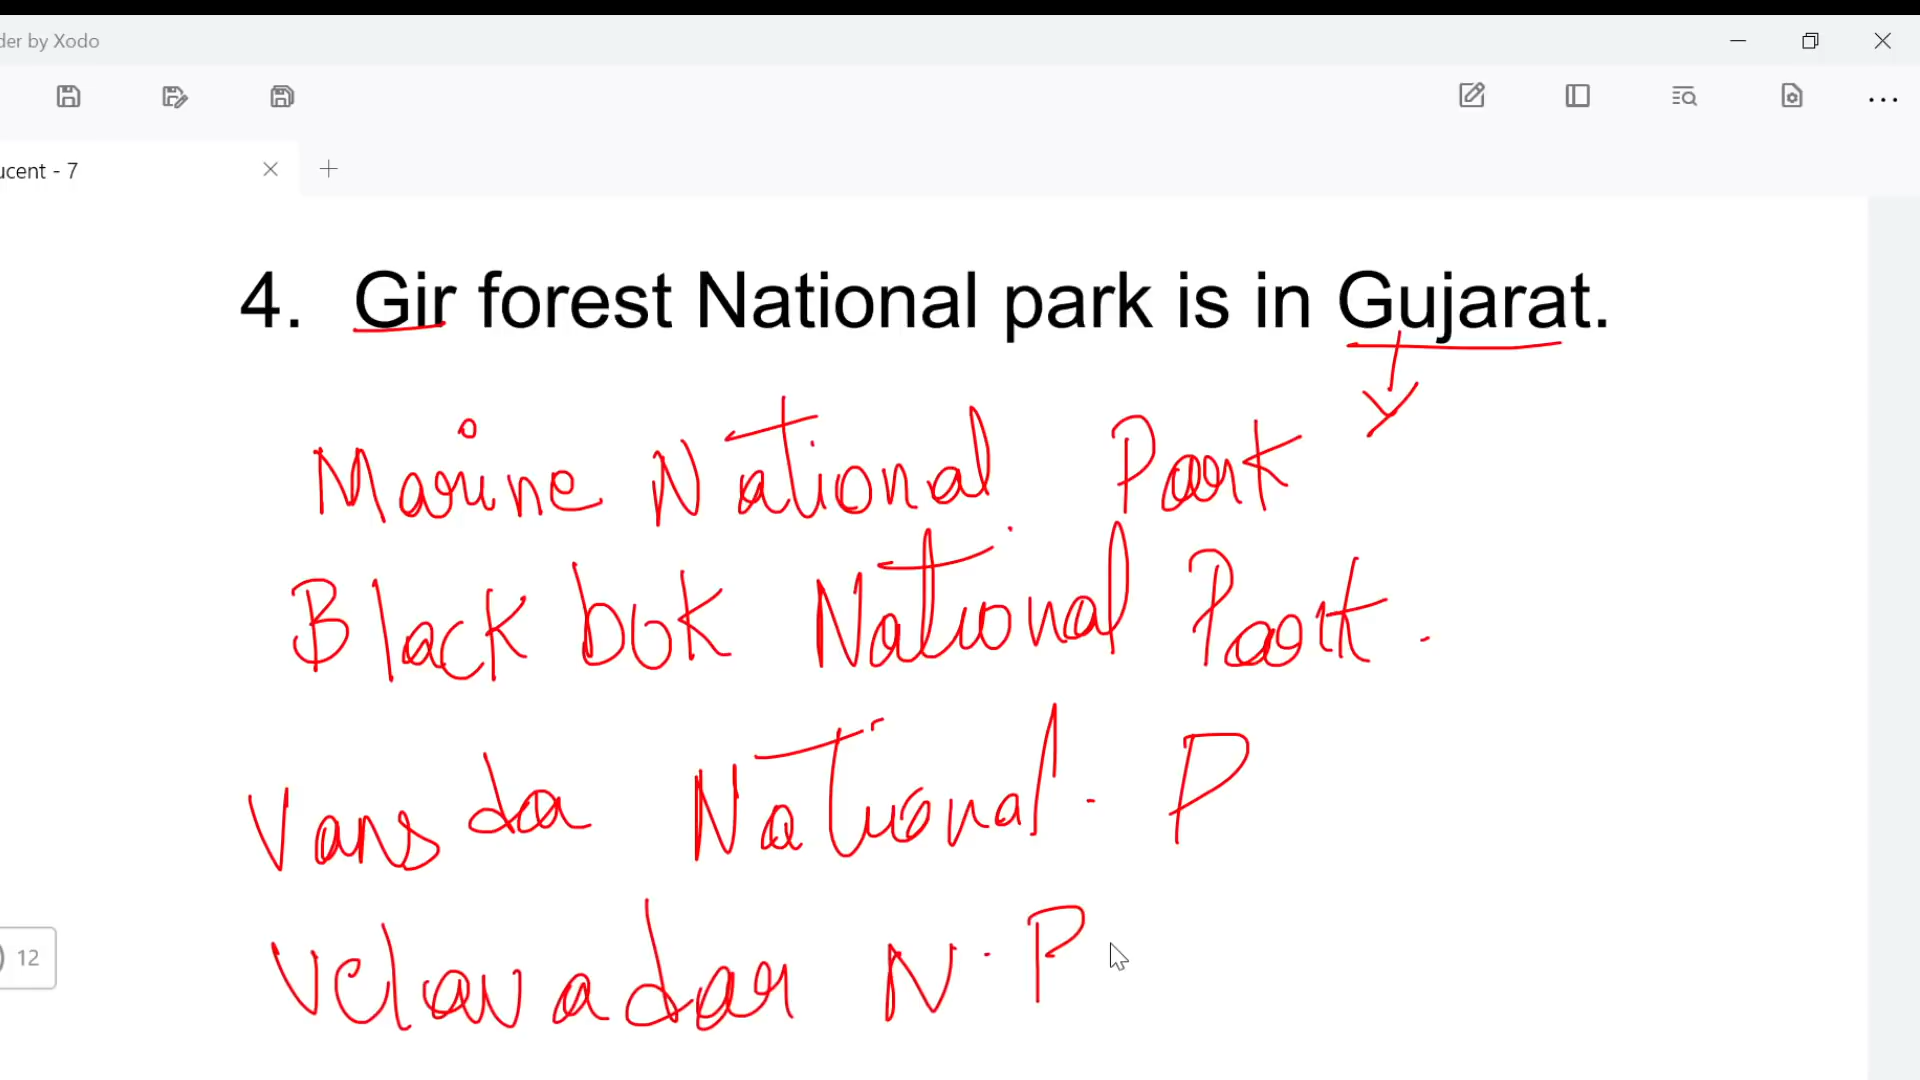 der by Xodo
ucent - 7
4. Gir forest National park is in Gujarat.
Marine National Park
Black buk National Park.
Vansda National. P
Velavadar N. P
12